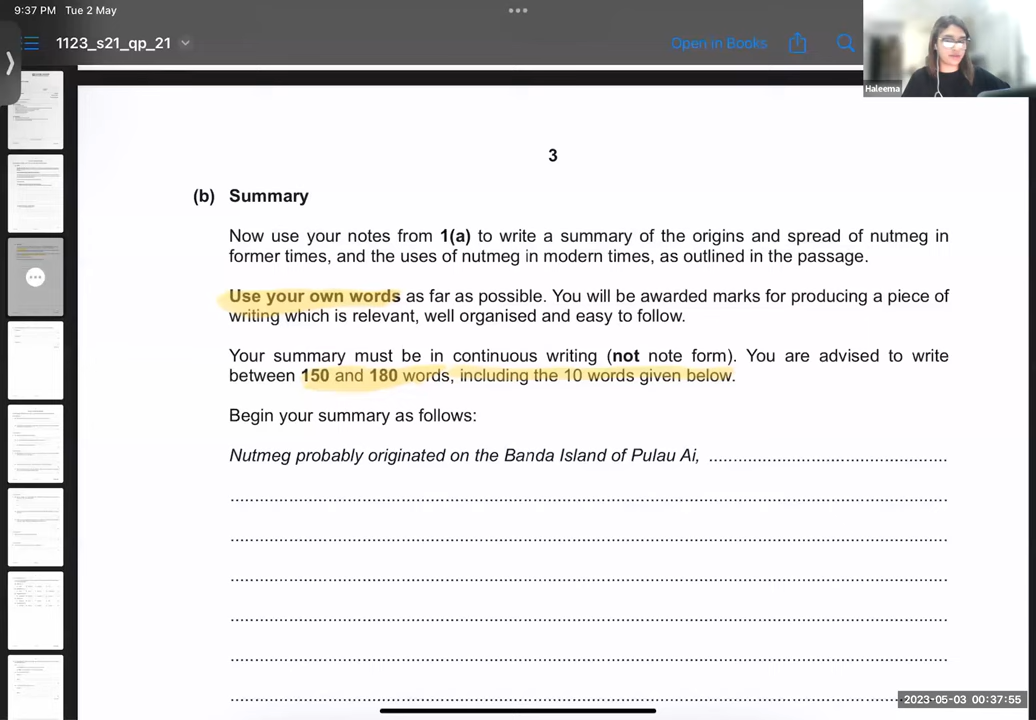 9:37 PM Tue 2 May
1123_s21_qp_21
Open in Books
Haleema
3
(b) Summary
Now use your notes from 1(a) to write a summary of the origins and spread of nutmeg in
former times, and the uses of nutmeg in modern times, as outlined in the passage.
Use your own words as far as possible. You will be awarded marks for producing a piece of
writing which is relevant, well organised and easy to follow.
Your summary must be in continuous writing (not note form). You are advised to write
between 150 and 180 words, including the 10 words given below.
Begin your summary as follows:
Nutmeg probably originated on the Banda Island of Pulau Ai,
2023-05-03 00:37:55